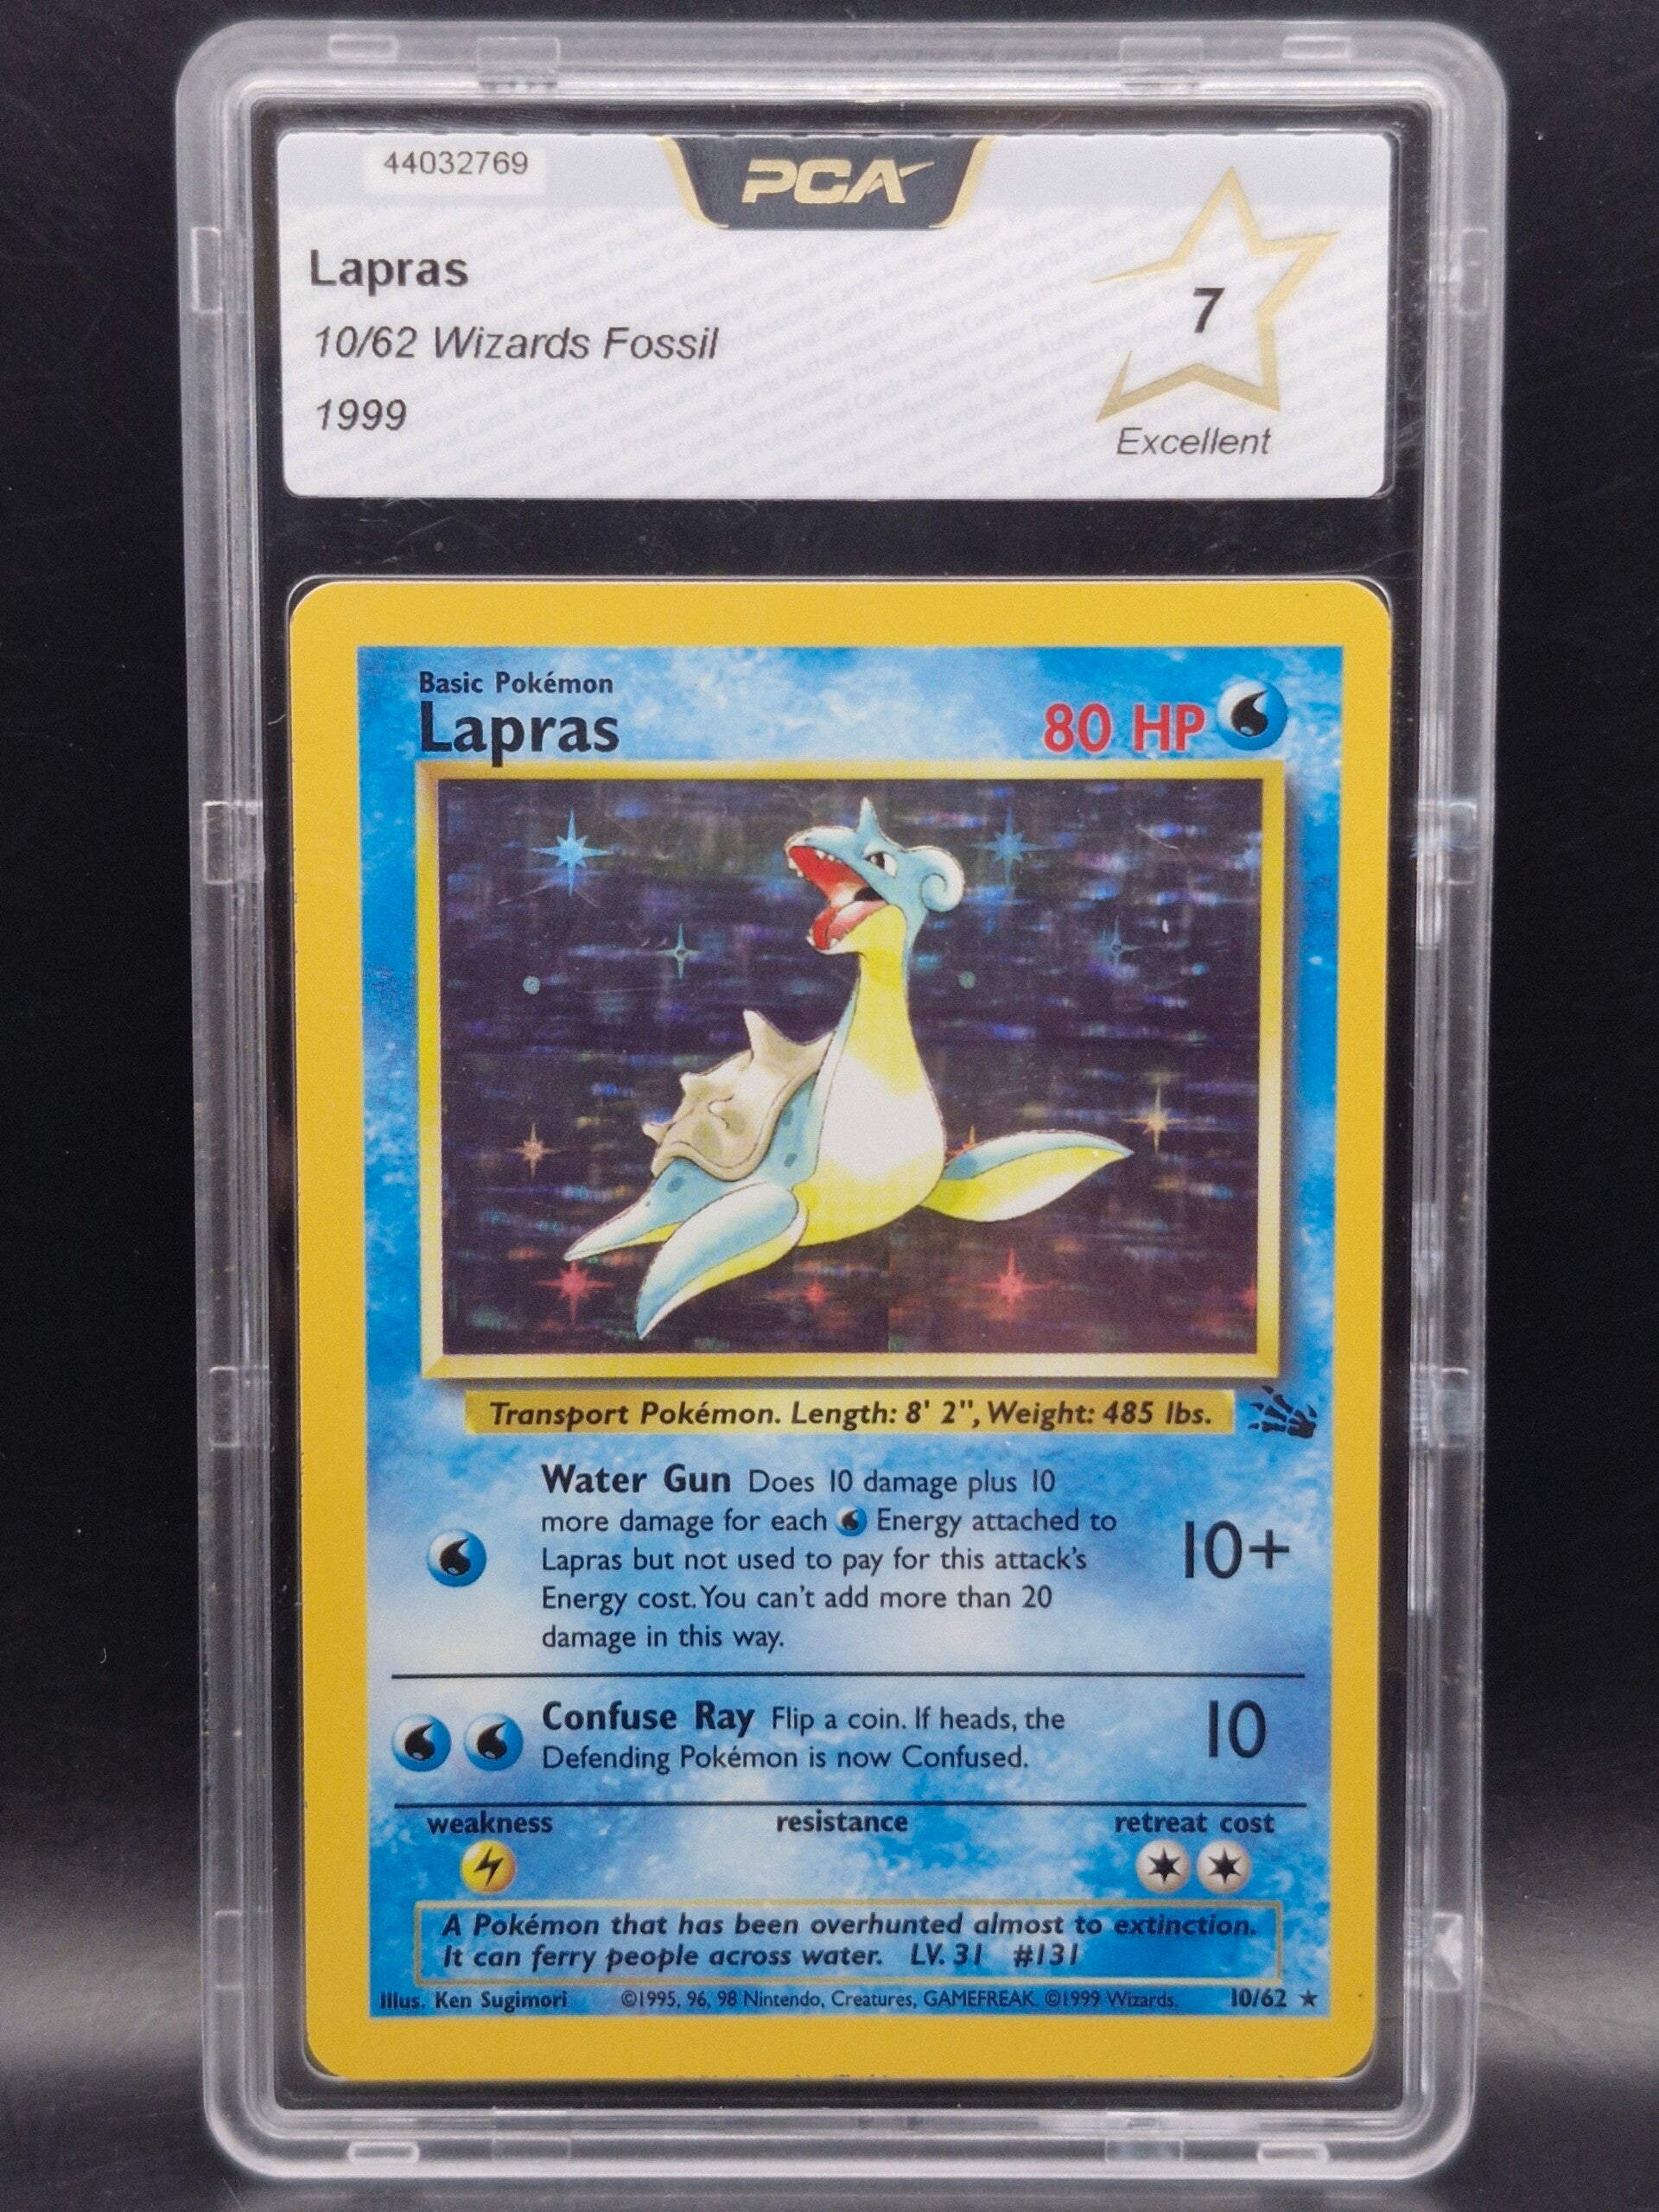 44032769
PCA
Lapras
10/62 Wizards Fossil
1999
7
Excellent
Basic Pokémon
Lapras
80 HP
Transport Pokémon. Length: 8' 2", Weight: 485 lbs.
Water Gun Does 10 damage plus 10
more damage for each Energy attached to
Lapras but not used to pay for this attack's
Energy cost. You can't add more than 20
damage in this way.
10+
Confuse Ray Flip a coin. If heads, the
Defending Pokémon is now Confused.
10
weakness resistance retreat cost
A Pokémon that has been overhunted almost to extinction.
It can ferry people across water. LV. 31 #131
Illus. Ken Sugimori ©1995, 96, 98 Nintendo, Creatures, GAMEFREAK. ©1999 Wizards. 10/62 ★